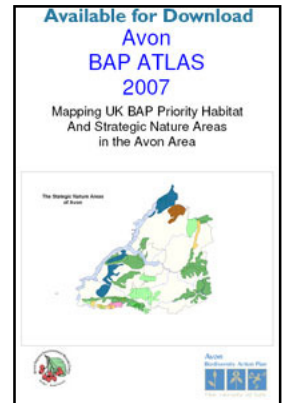 Available for Download
Avon
BAP ATLAS
2007
Mapping UK BAP Priority Habitat
And Strategic Nature Areas
in the Avon Area
The Stategic Nature Areas
of Avon
Avon
Biodiversity Action Plan